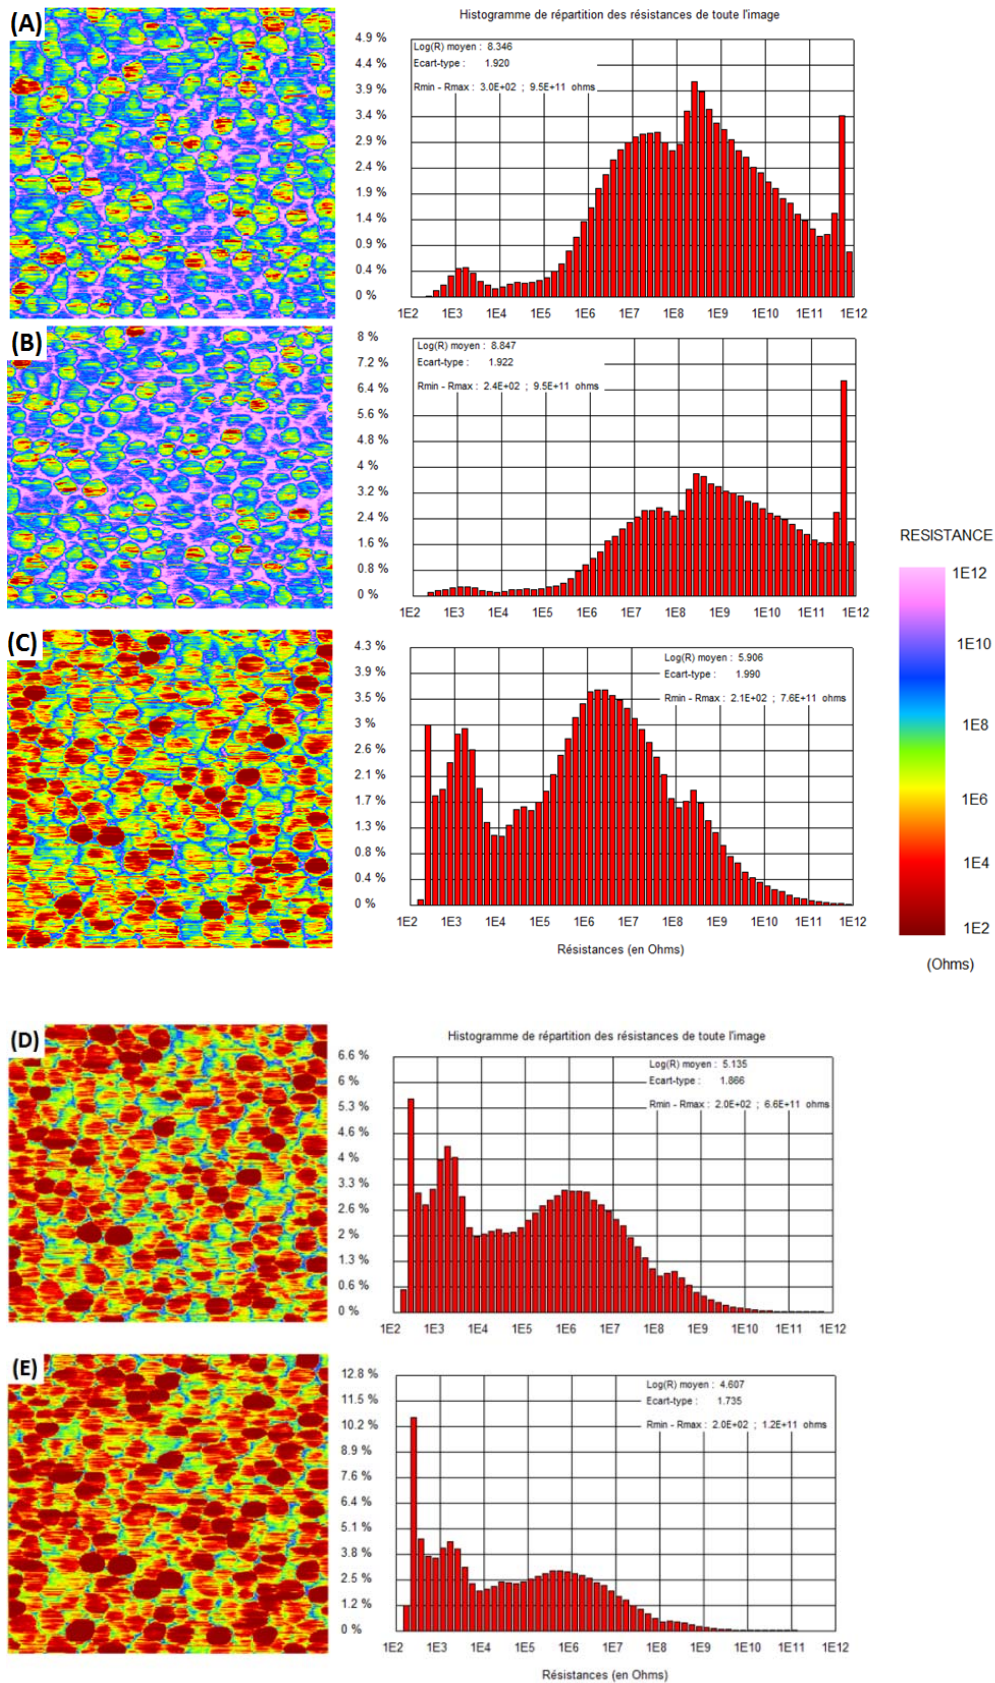 (A)
Histogramme de répartition des résistances de toute l'image
4.9 %
4.4 %
3.9 %
3.4 %
2.9 %
2.4 %
1.9 %
1.4 %
0.9 %
0.4 %
0 %
Log(R) moyen : 8.346
Ecart-type : 1.920
Rmin - Rmax : 3.0E+02 ; 9.5E+11 ohms
1E2 1E3 1E4 1E5 1E6 1E7 1E8 1E9 1E10 1E11 1E12
(B)
8 %
7.2 %
6.4 %
5.6 %
4.8 %
4 %
3.2 %
2.4 %
1.6 %
0.8 %
0 %
Log(R) moyen : 8.847
Ecart-type : 1.922
Rmin - Rmax : 2.4E+02 ; 9.5E+11 ohms
1E2 1E3 1E4 1E5 1E6 1E7 1E8 1E9 1E10 1E11 1E12
(C)
4.3 %
3.9 %
3.5 %
3 %
2.6 %
2.1 %
1.7 %
1.3 %
0.8 %
0.4 %
0 %
Log(R) moyen : 5.906
Ecart-type : 1.990
Rmin - Rmax : 2.1E+02 ; 7.6E+11 ohms
1E2 1E3 1E4 1E5 1E6 1E7 1E8 1E9 1E10 1E11 1E12
Résistances (en Ohms)
RESISTANCE
1E12
1E10
1E8
1E6
1E4
1E2
(Ohms)
(D)
Histogramme de répartition des résistances de toute l'image
6.6 %
6 %
5.3 %
4.6 %
4 %
3.3 %
2.6 %
2 %
1.3 %
0.6 %
0 %
Log(R) moyen : 5.135
Ecart-type : 1.866
Rmin - Rmax : 2.0E+02 ; 6.6E+11 ohms
1E2 1E3 1E4 1E5 1E6 1E7 1E8 1E9 1E10 1E11 1E12
(E)
12.8 %
11.5 %
10.2 %
8.9 %
7.6 %
6.4 %
5.1 %
3.8 %
2.5 %
1.2 %
0 %
Log(R) moyen : 4.607
Ecart-type : 1.735
Rmin - Rmax : 2.0E+02 ; 1.2E+11 ohms
1E2 1E3 1E4 1E5 1E6 1E7 1E8 1E9 1E10 1E11 1E12
Résistances (en Ohms)